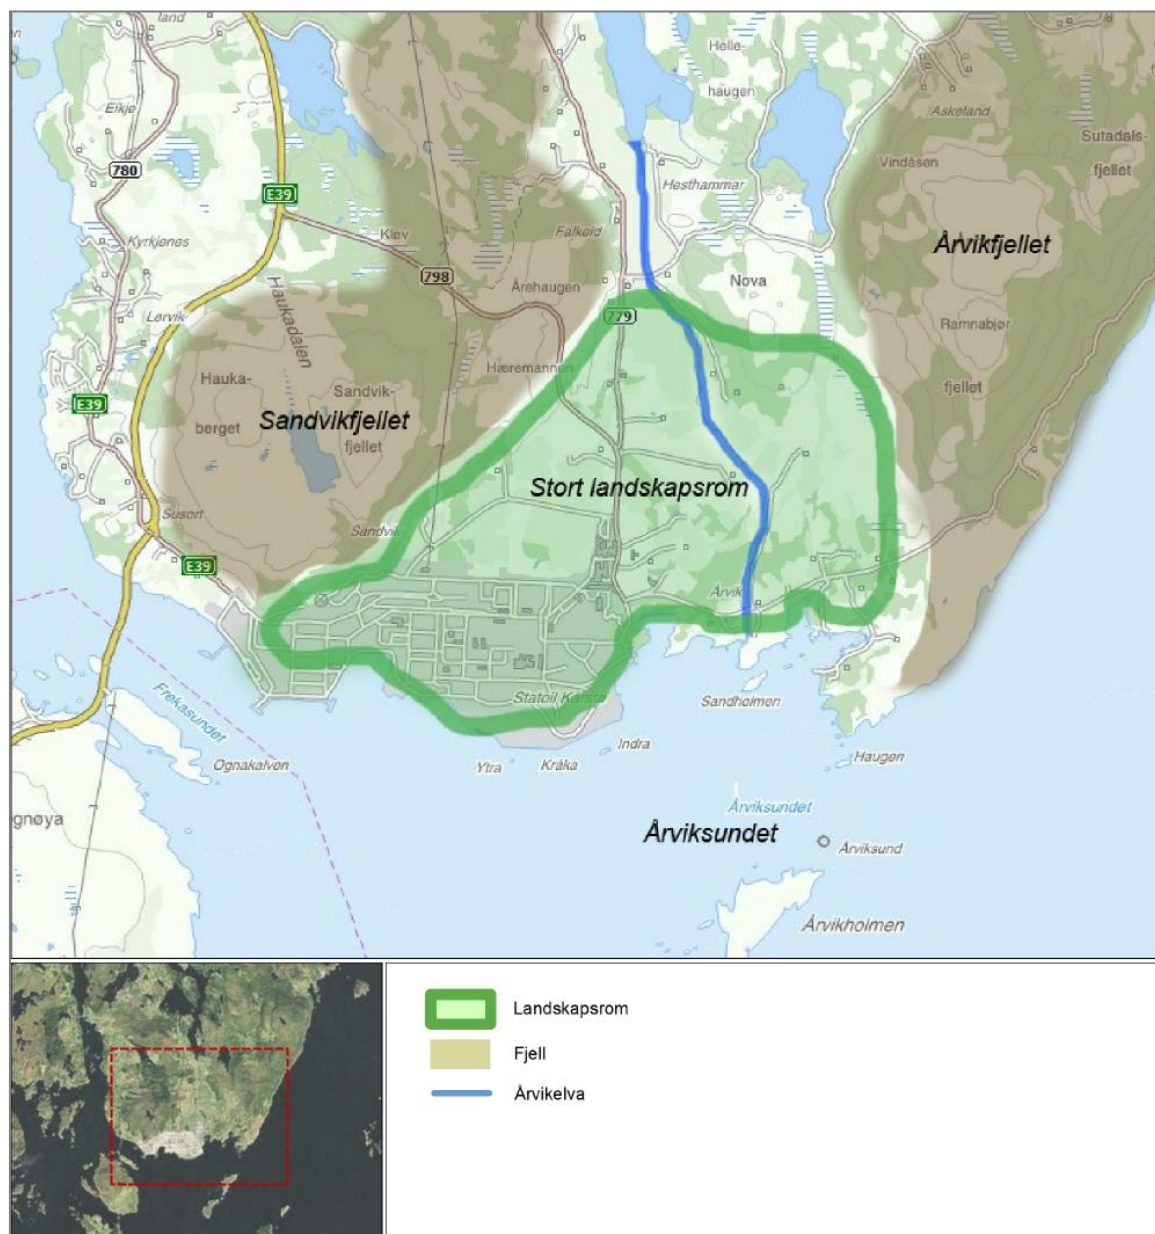 land
Eikje
780
E39
Kyrkjenes
Lervik
Haukadalen
Kløv
798
Falkeid
Årehaugen
Helle-
haugen
Hesthammar
Nova
Askeland
Vindåsen
Sutadals-
fjellet
Årvikfjellet
Ramnabjør
fjellet
779
Hæremannen
Hauka-
berget
Sandvik-
fjellet
Sandvikfjellet
E39
Stort landskapsrom
Susort
Sandvik
E39
Årvik
Statoil Kårstø
Sandholmen
Frekasundet
Ognakalven
Ytra
Kråka
Indra
Haugen
Årviksundet
Årviksundet
Årviksund
gnøya
Årvikholmen
Landskapsrom
Fjell
Årvikelva